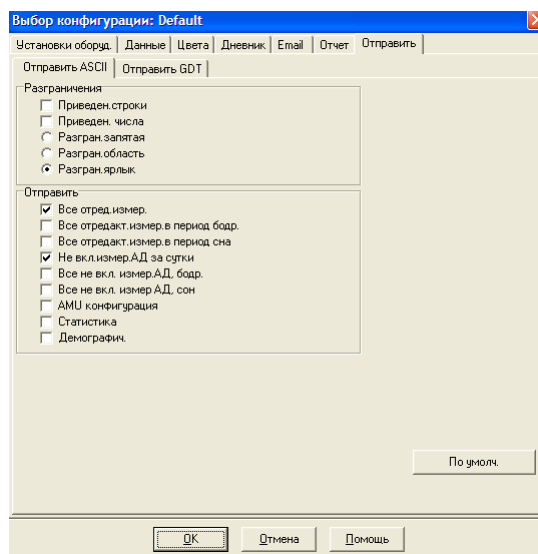 Выбор конфигурации: Default
Установки оборуд. Данные Цвета Дневник Email Отчет Отправить
Отправить ASCII Отправить GDT
Разграничения
Приведен.строки
Приведен. числа
Разгран.запятая
Разгран.область
Разгран.ярлык
Отправить
Все отред.измер.
Все отредакт.измер.в период бодр.
Все отредакт.измер.в период сна
Не вкл.измер.АД за сутки
Все не вкл. измер.АД, бодр.
Все не вкл. измер АД, сон
AMU конфигурация
Статистика
Демографич.
По умолч.
OK Отмена Помощь